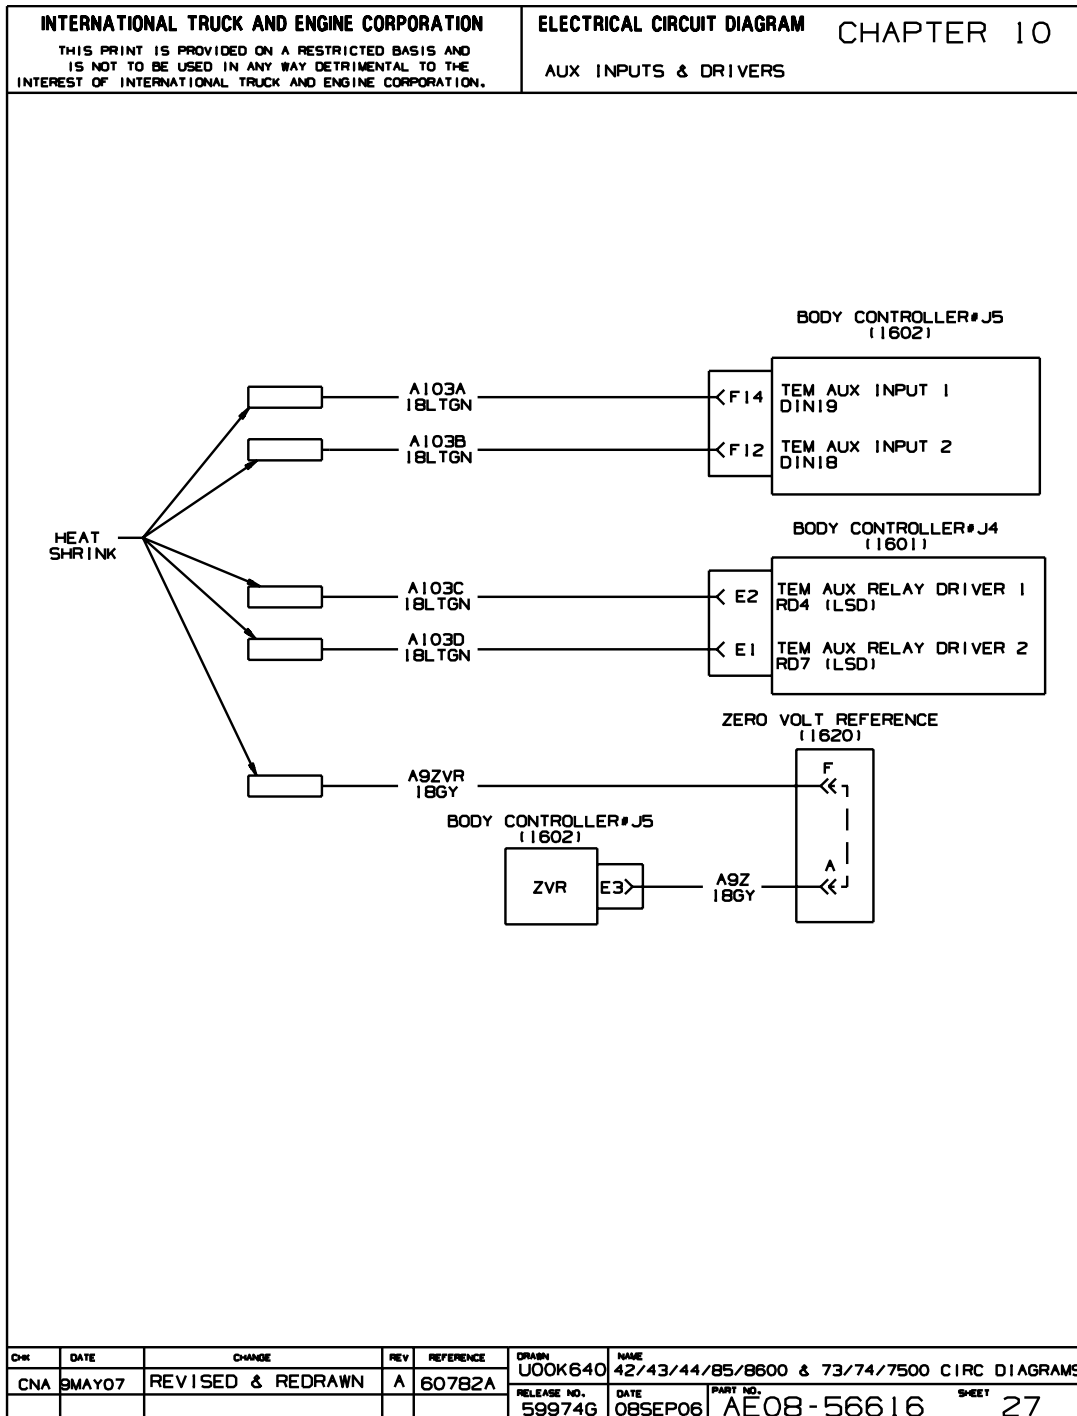 INTERNATIONAL TRUCK AND ENGINE CORPORATION
THIS PRINT IS PROVIDED ON A RESTRICTED BASIS AND
IS NOT TO BE USED IN ANY WAY DETRIMENTAL TO THE
INTEREST OF INTERNATIONAL TRUCK AND ENGINE CORPORATION.
ELECTRICAL CIRCUIT DIAGRAM
CHAPTER 10
AUX INPUTS & DRIVERS
BODY CONTROLLER#J5
(1602)
A103A
18LTGN
F14
TEM AUX INPUT 1
DIN19
A103B
18LTGN
F12
TEM AUX INPUT 2
DIN18
HEAT
SHRINK
BODY CONTROLLER#J4
(1601)
A103C
18LTGN
E2
TEM AUX RELAY DRIVER 1
RD4 (LSD)
A103D
18LTGN
E1
TEM AUX RELAY DRIVER 2
RD7 (LSD)
ZERO VOLT REFERENCE
(1620)
A9ZVR
18GY
F
BODY CONTROLLER#J5
(1602)
ZVR
E3
A9Z
18GY
A
CHK DATE CHANGE REV REFERENCE
CNA 9MAY07 REVISED & REDRAWN A 60782A
DRAWN
U00K640
NAME
42/43/44/85/8600 & 73/74/7500 CIRC DIAGRAMS
RELEASE NO.
59974G
DATE
08SEP06
PART NO.
AE08-56616
SHEET
27